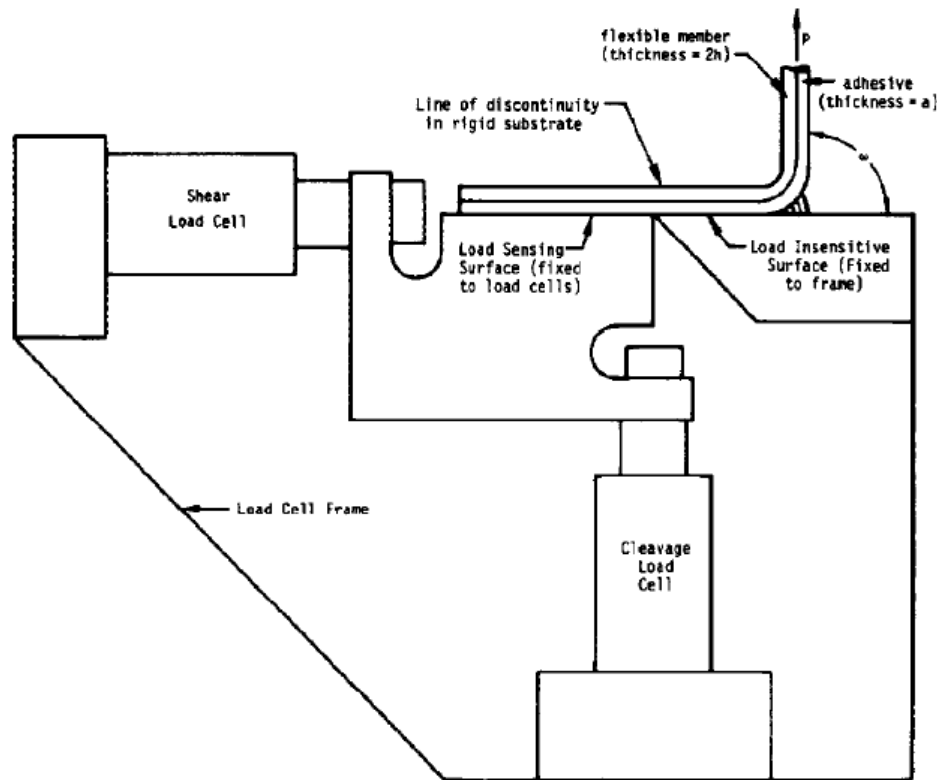 P
flexible member
(thickness = 2h)
adhesive
(thickness = a)
Line of discontinuity
in rigid substrate
ω
Shear
Load Cell
Load Sensing
Surface (fixed
to load cells)
Load Insensitive
Surface (Fixed
to frame)
Load Cell Frame
Cleavage
Load
Cell